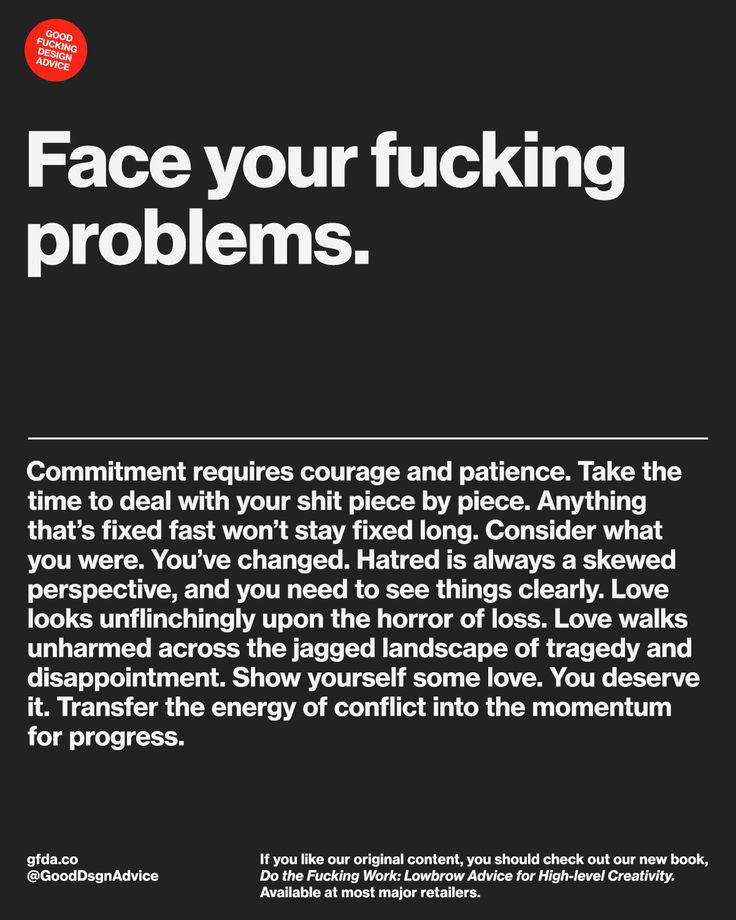 GOOD
FUCKING
DESIGN
ADVICE
Face your fucking
problems.
Commitment requires courage and patience. Take the
time to deal with your shit piece by piece. Anything
that’s fixed fast won’t stay fixed long. Consider what
you were. You’ve changed. Hatred is always a skewed
perspective, and you need to see things clearly. Love
looks unflinchingly upon the horror of loss. Love walks
unharmed across the jagged landscape of tragedy and
disappointment. Show yourself some love. You deserve
it. Transfer the energy of conflict into the momentum
for progress.
gfda.co
@GoodDsgnAdvice
If you like our original content, you should check out our new book,
Do the Fucking Work: Lowbrow Advice for High-level Creativity.
Available at most major retailers.